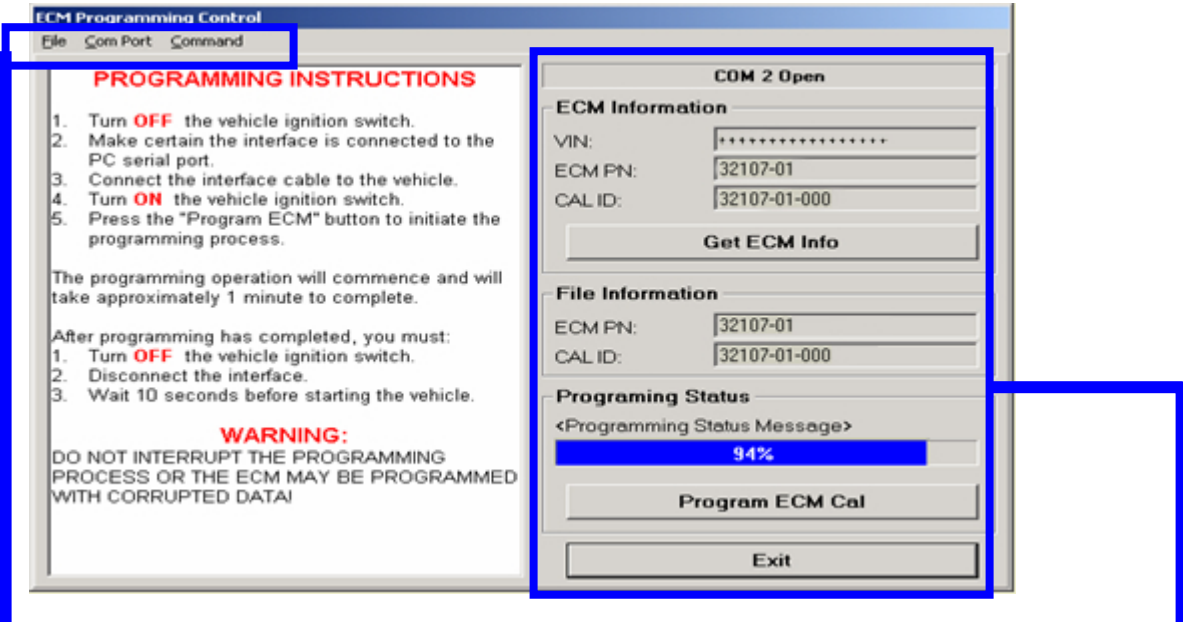 ECM Programming Control
File Com Port Command
PROGRAMMING INSTRUCTIONS
1. Turn OFF the vehicle ignition switch.
2. Make certain the interface is connected to the
PC serial port.
3. Connect the interface cable to the vehicle.
4. Turn ON the vehicle ignition switch.
5. Press the "Program ECM" button to initiate the
programming process.
The programming operation will commence and will
take approximately 1 minute to complete.
After programming has completed, you must:
1. Turn OFF the vehicle ignition switch.
2. Disconnect the interface.
3. Wait 10 seconds before starting the vehicle.
WARNING:
DO NOT INTERRUPT THE PROGRAMMING
PROCESS OR THE ECM MAY BE PROGRAMMED
WITH CORRUPTED DATA!
COM 2 Open
ECM Information
VIN: +++++++++++++++++
ECM PN: 32107-01
CAL ID: 32107-01-000
Get ECM Info
File Information
ECM PN: 32107-01
CAL ID: 32107-01-000
Programing Status
<Programming Status Message>
94%
Program ECM Cal
Exit